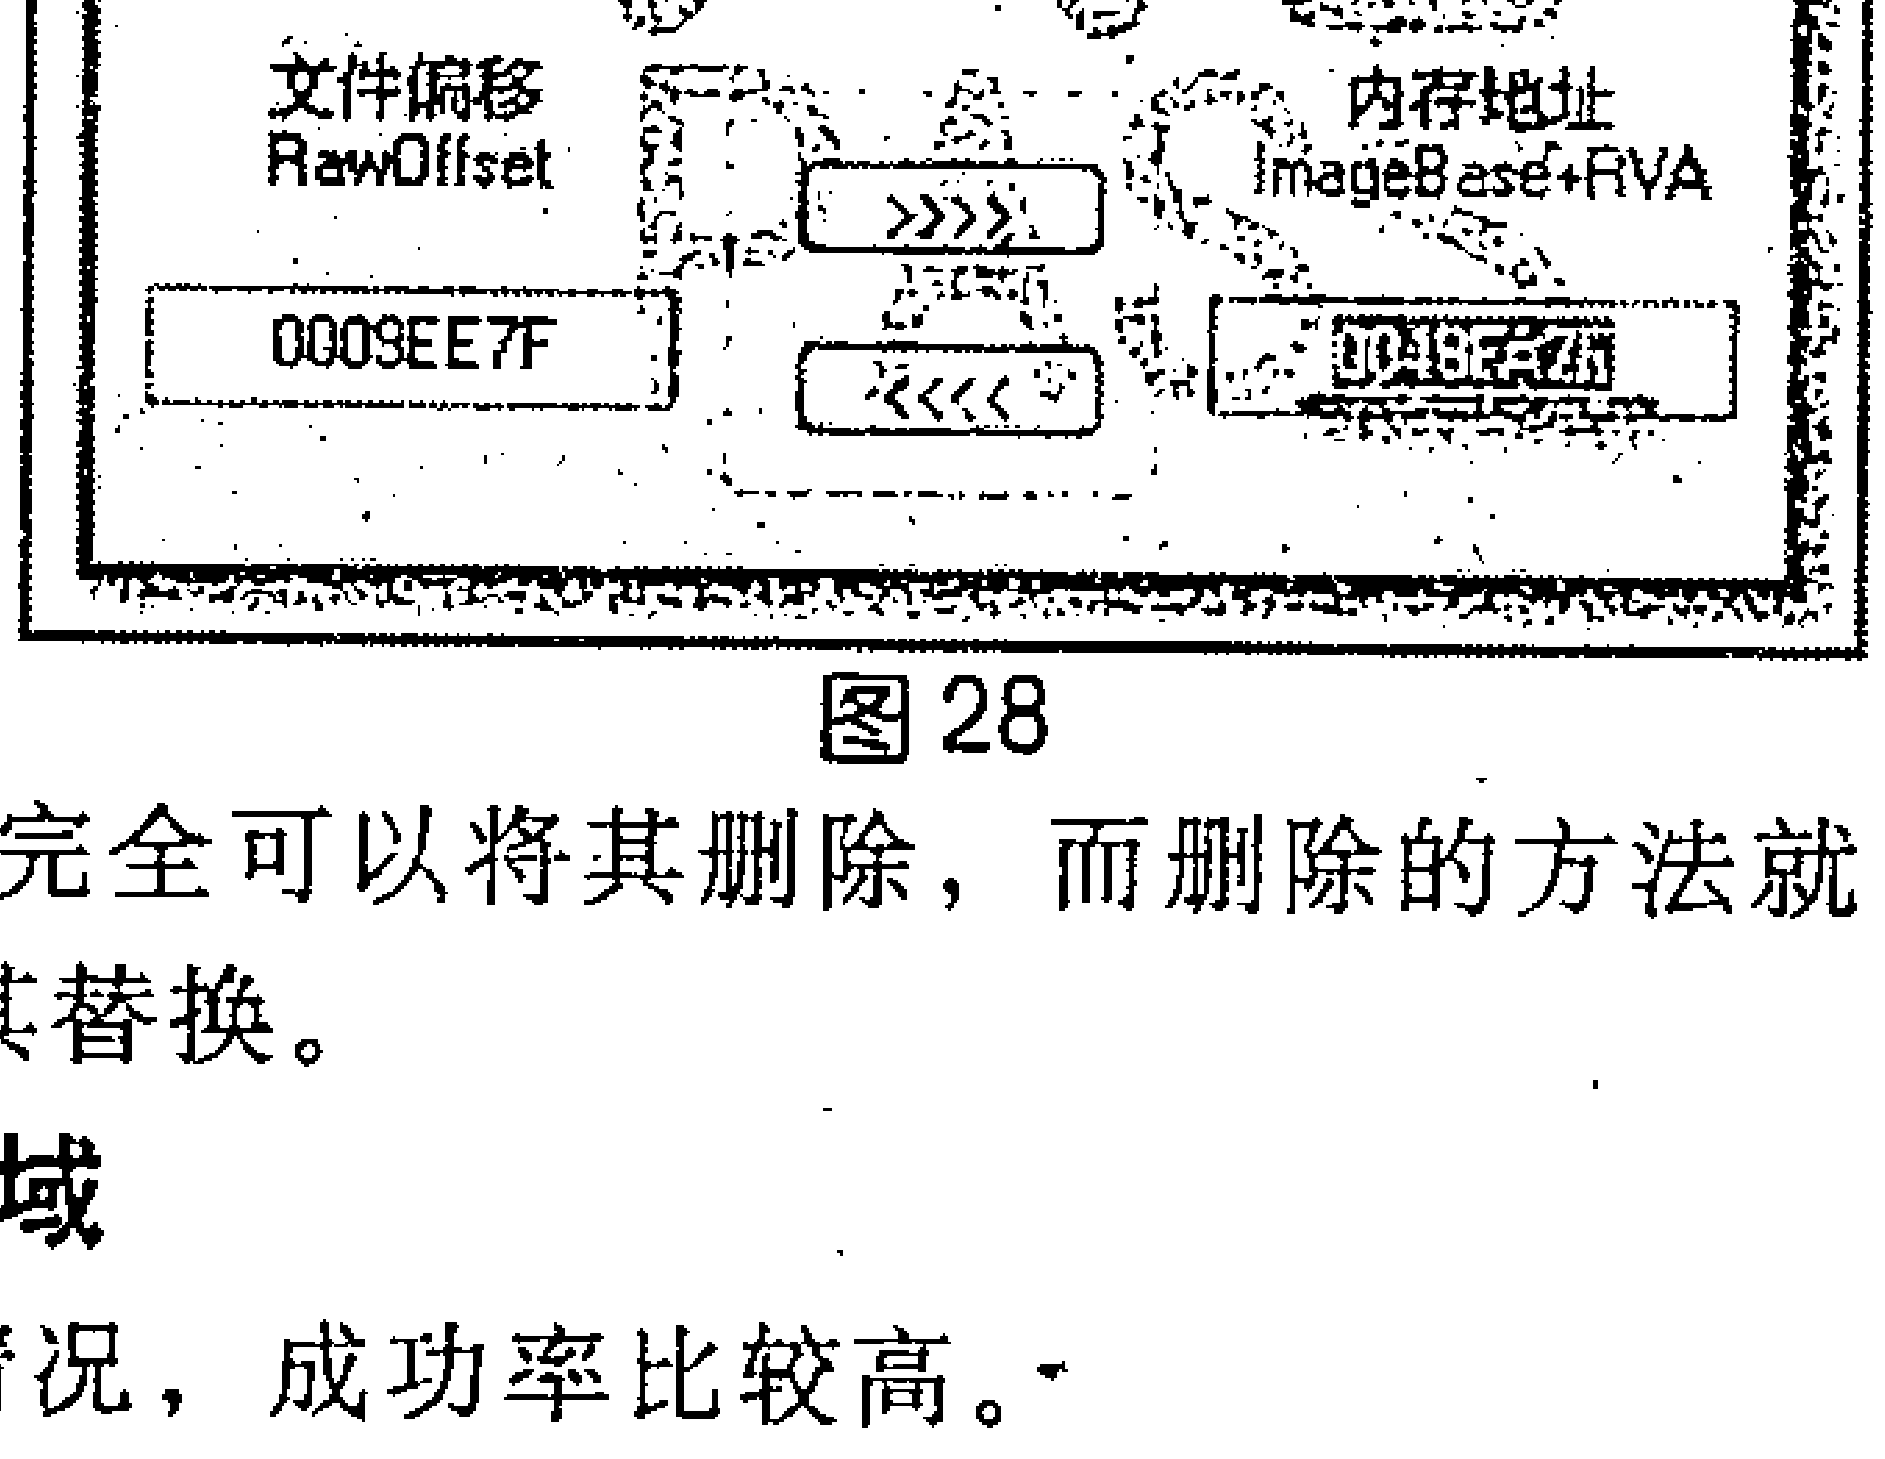 文件偏移
RawOffset
内存地址
ImageBase+RVA
>>>>
0009EE7F
<<<<
图 28
完全可以将其删除，而删除的方法就
其替换。
域
情况，成功率比较高。